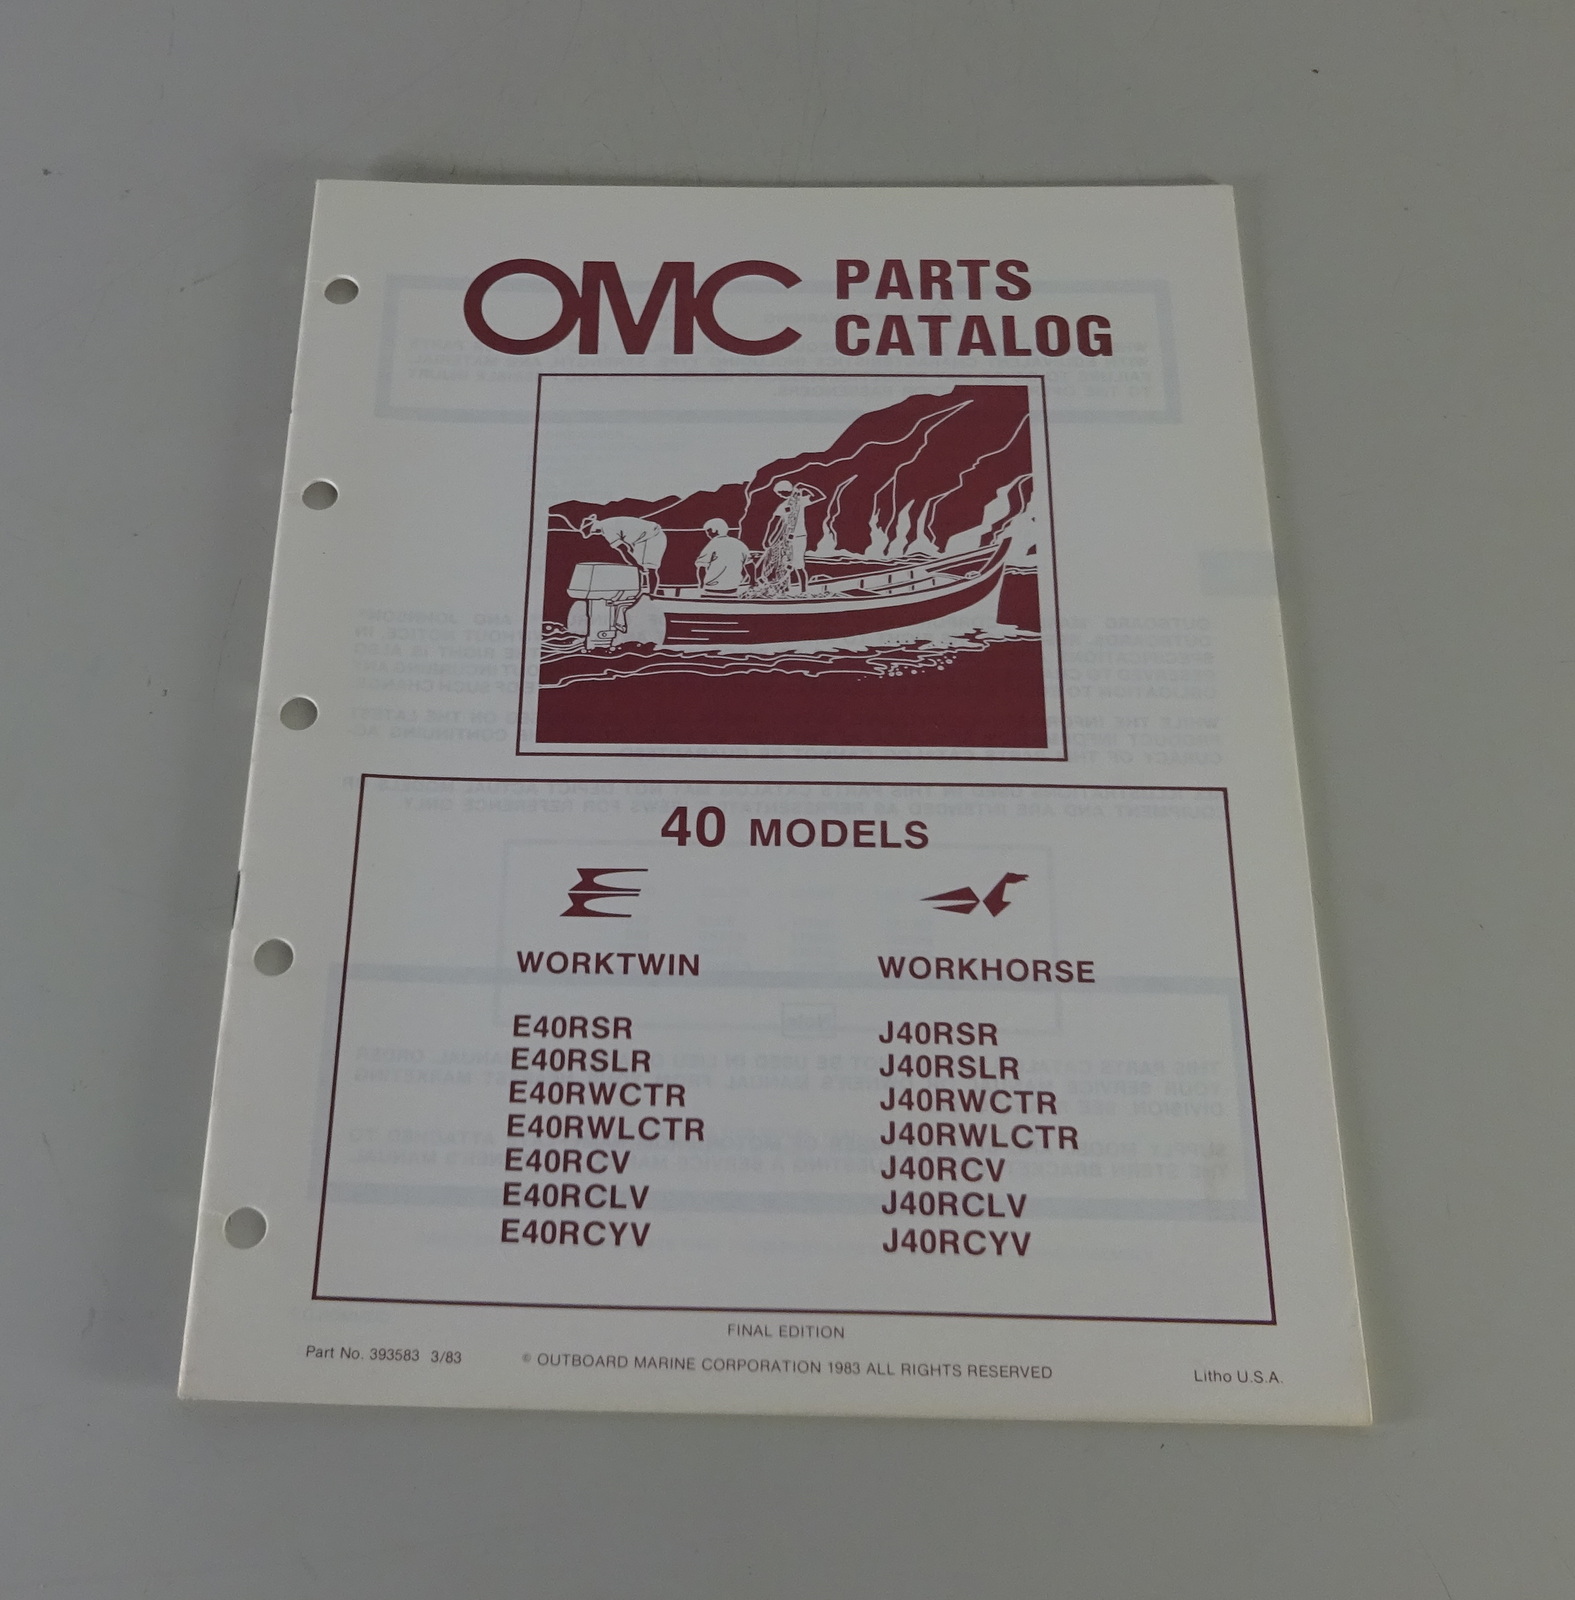 OMC PARTS
CATALOG
40 MODELS
WORKTWIN
E40RSR
E40RSLR
E40RWCTR
E40RWLCTR
E40RCV
E40RCLV
E40RCYV
WORKHORSE
J40RSR
J40RSLR
J40RWCTR
J40RWLCTR
J40RCV
J40RCLV
J40RCYV
FINAL EDITION
Part No. 393583 3/83
© OUTBOARD MARINE CORPORATION 1983 ALL RIGHTS RESERVED
Litho U.S.A.